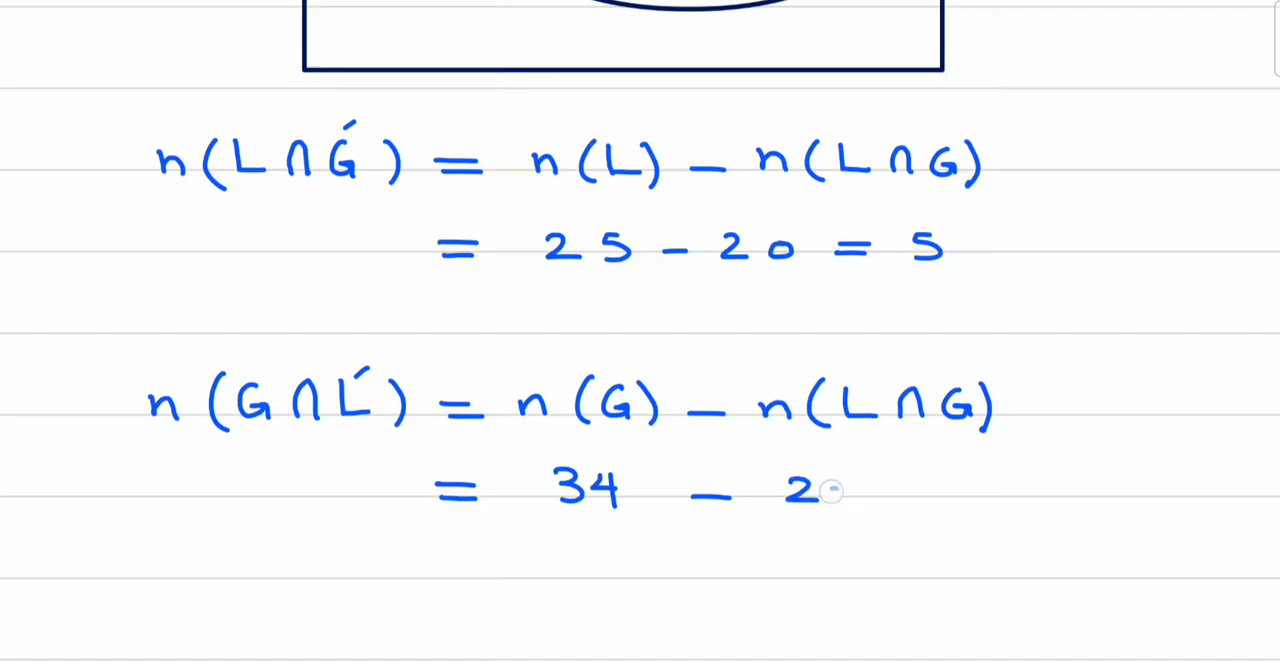 n(L∩G′) = n(L) − n(L∩G)
= 25 − 20 = 5
n(G∩L′) = n(G) − n(L∩G)
= 34 − 2